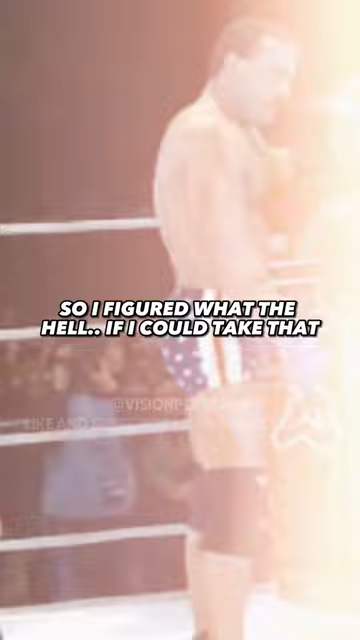 SO I FIGURED WHAT THE
HELL.. IF I COULD TAKE THAT